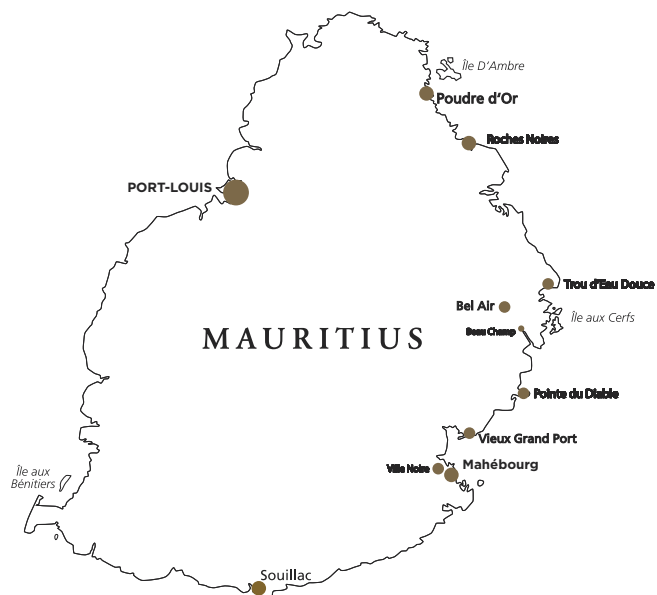 Île D'Ambre
Poudre d'Or
Roches Noires
PORT-LOUIS
Trou d'Eau Douce
Bel Air
Île aux Cerfs
Beau Champ
MAURITIUS
Pointe du Diable
Vieux Grand Port
Ville Noire
Mahébourg
Île aux
Bénitiers
Souillac